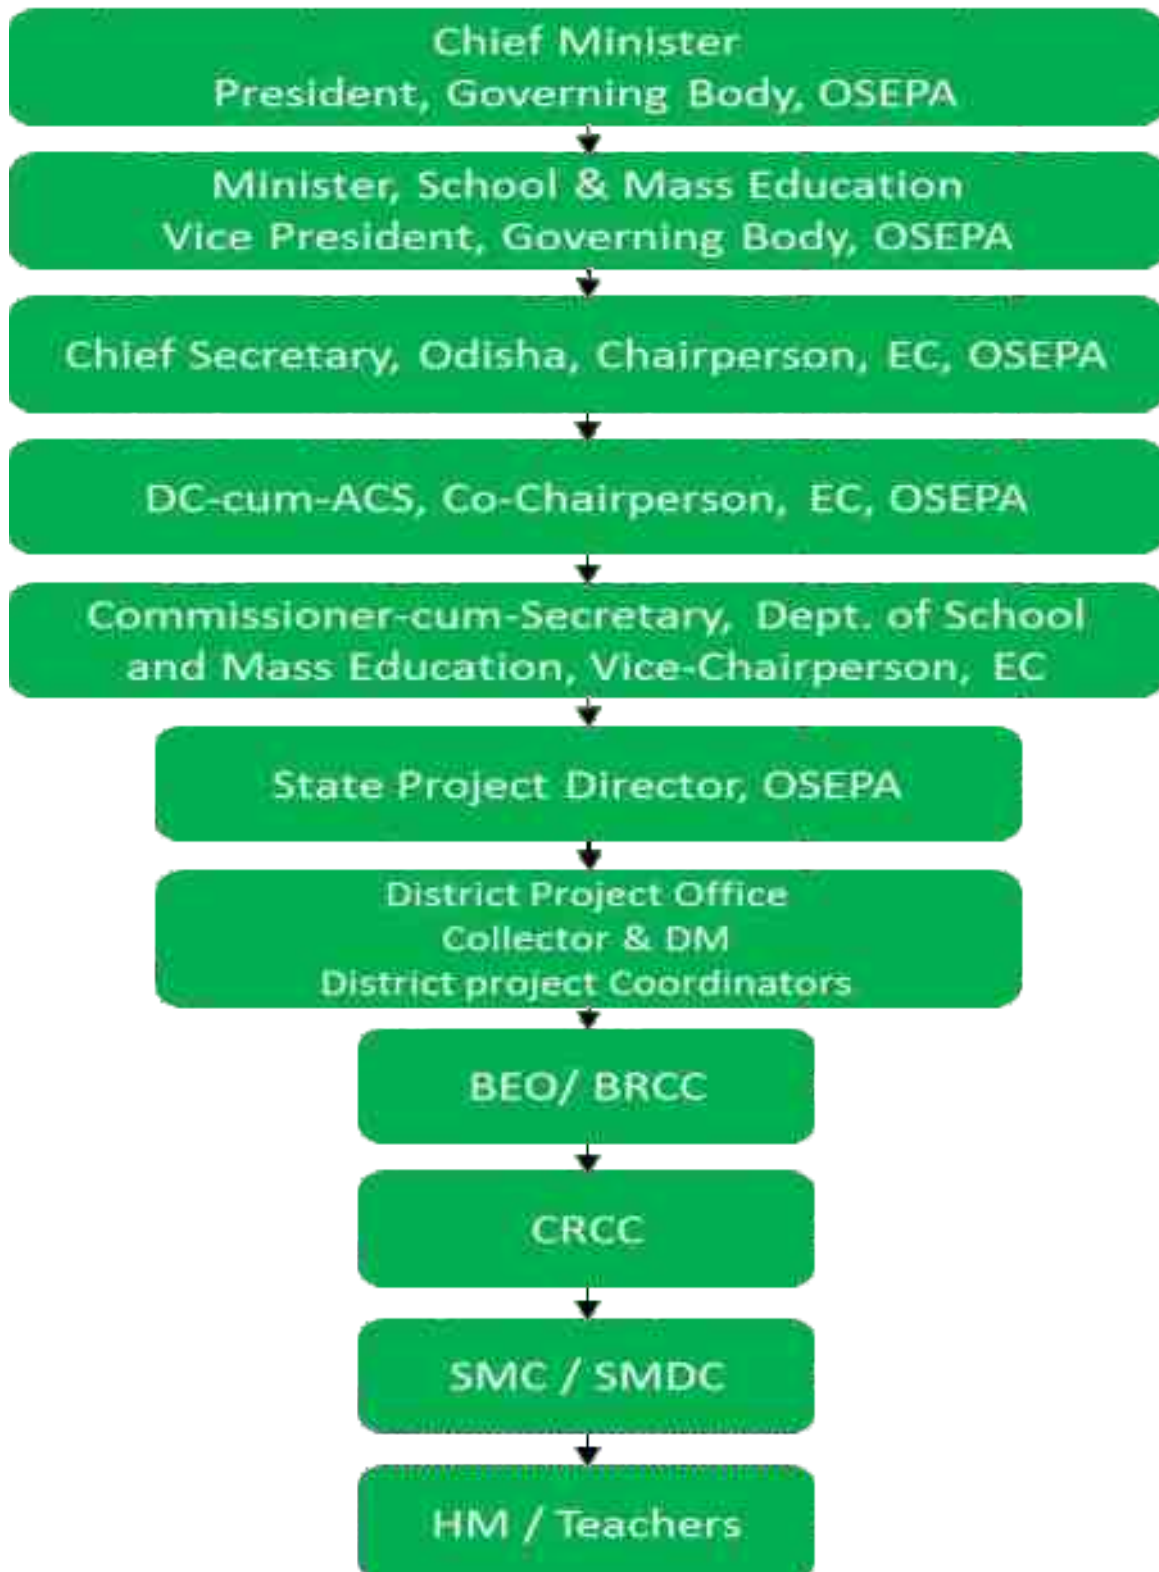 Chief Minister
President, Governing Body, OSEPA
Minister, School & Mass Education
Vice President, Governing Body, OSEPA
Chief Secretary, Odisha, Chairperson, EC, OSEPA
DC-cum-ACS, Co-Chairperson, EC, OSEPA
Commissioner-cum-Secretary, Dept. of School
and Mass Education, Vice-Chairperson, EC
State Project Director, OSEPA
District Project Office
Collector & DM
District project Coordinators
BEO/ BRCC
CRCC
SMC / SMDC
HM / Teachers